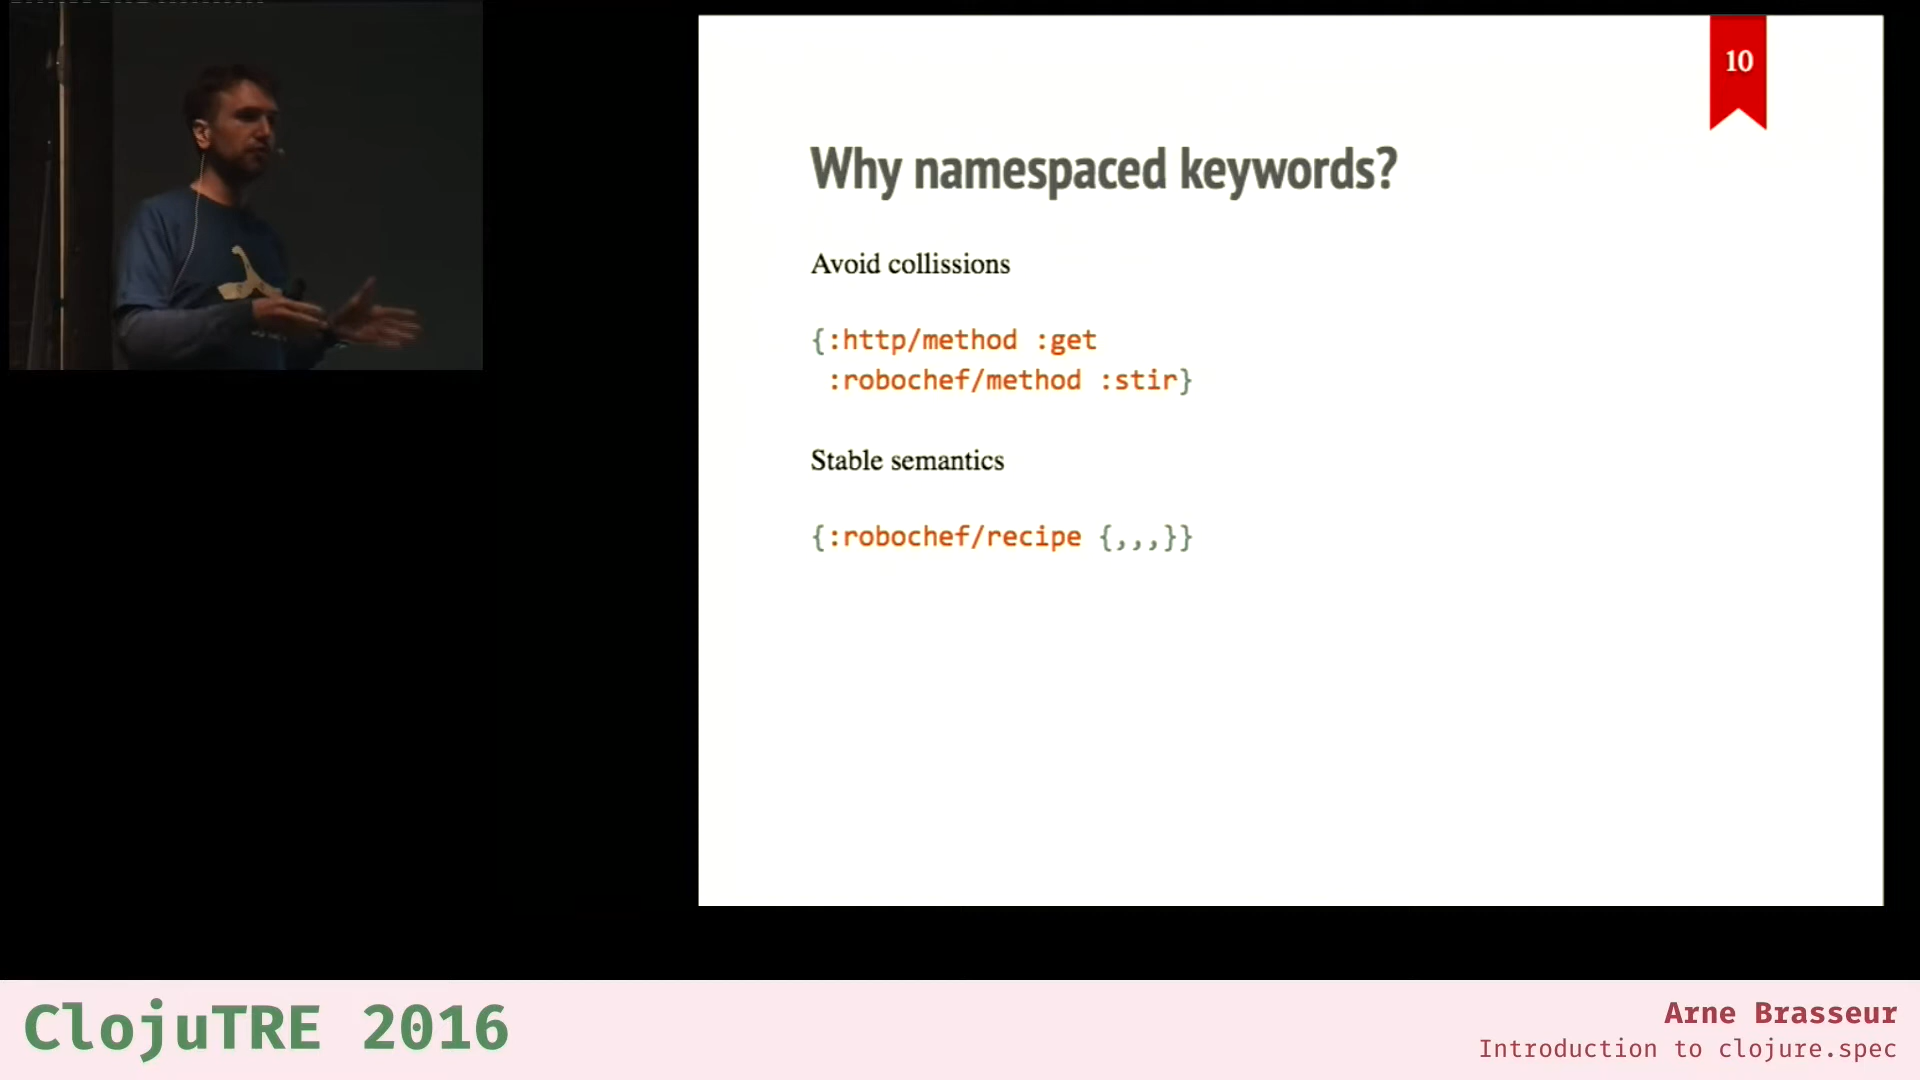 10
Why namespaced keywords?
Avoid collissions
{:http/method :get
:robochef/method :stir}
Stable semantics
{:robochef/recipe {,,,}}
ClojuTRE 2016
Arne Brasseur
Introduction to clojure.spec